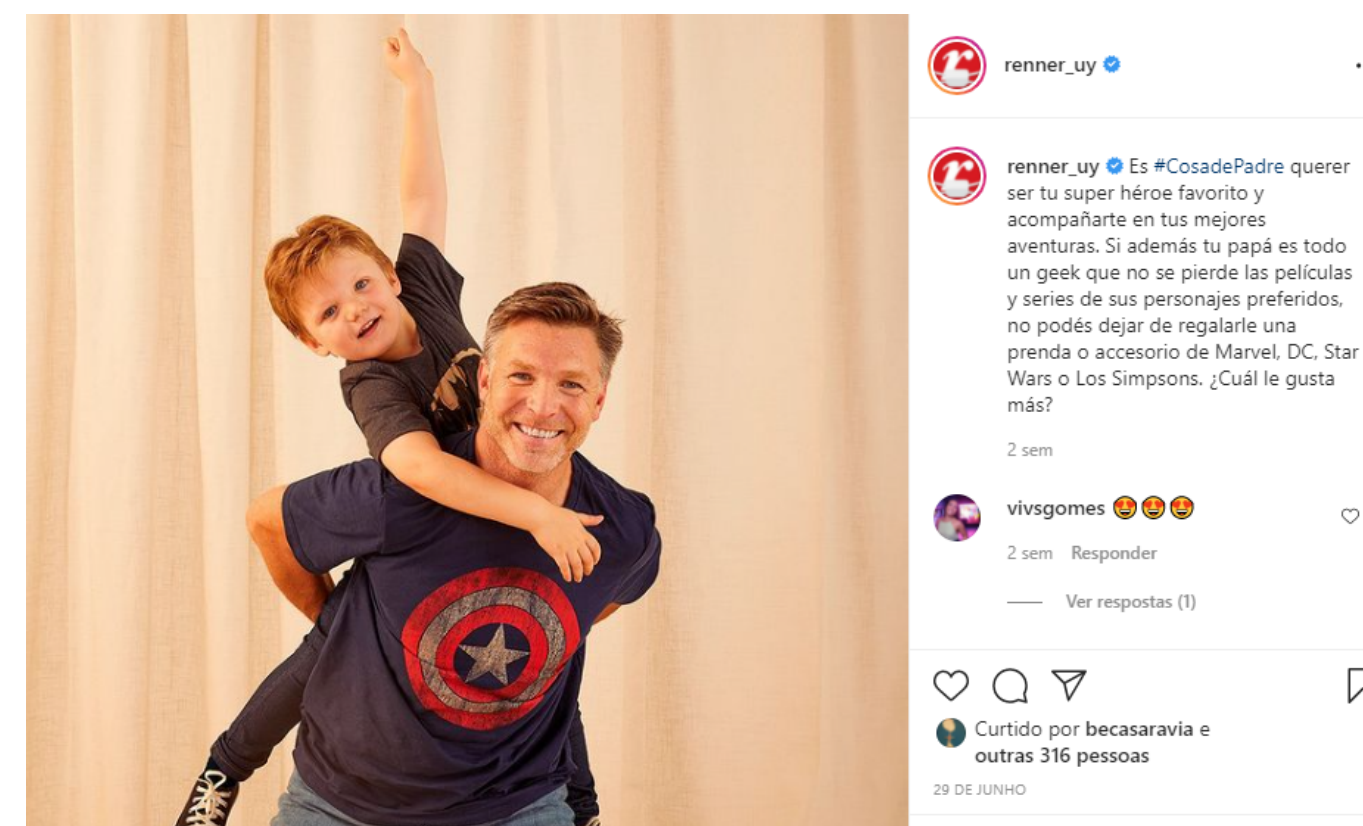 renner_uy
renner_uy Es #CosadePadre querer
ser tu super héroe favorito y
acompañarte en tus mejores
aventuras. Si además tu papá es todo
un geek que no se pierde las películas
y series de sus personajes preferidos,
no podés dejar de regalarle una
prenda o accesorio de Marvel, DC, Star
Wars o Los Simpsons. ¿Cuál le gusta
más?
2 sem
vivsgomes 😍😍😍
2 sem Responder
Ver respostas (1)
Curtido por becasaravia e
outras 316 pessoas
29 DE JUNHO